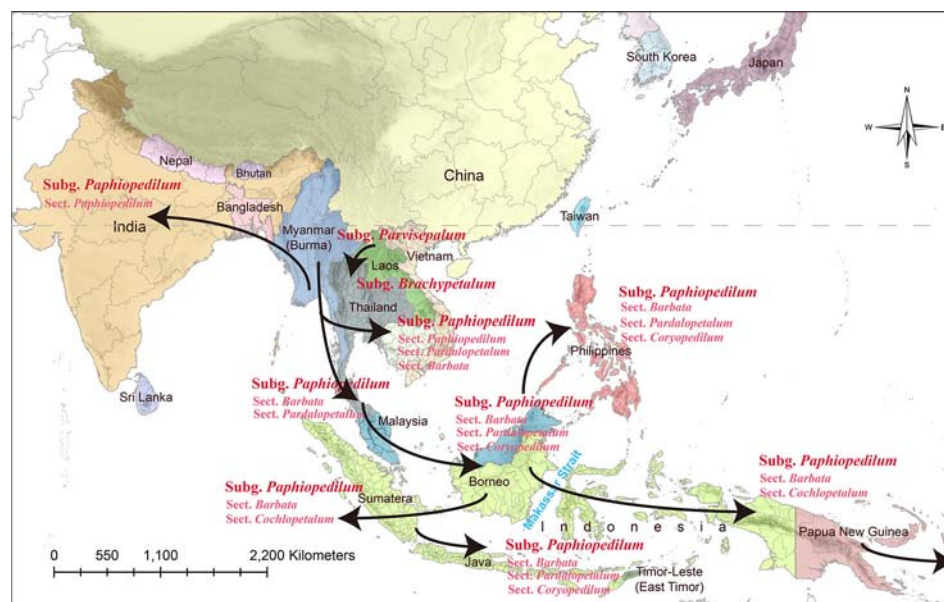 South Korea
Japan
N
W
E
S
China
Nepal
Bhutan
Subg. Paphiopedilum
Sect. Paphiopedilum
India
Bangladesh
Myanmar
(Burma)
Taiwan
Subg. Parvisepalum
Vietnam
Laos
Subg. Brachypetalum
Thailand
Subg. Paphiopedilum
Sect. Paphiopedilum
Sect. Pardalopetalum
Sect. Barbata
Subg. Paphiopedilum
Sect. Barbata
Sect. Pardalopetalum
Sect. Coryopedilum
Philippines
Sri Lanka
Subg. Paphiopedilum
Sect. Barbata
Sect. Pardalopetalum
Malaysia
Subg. Paphiopedilum
Sect. Barbata
Sect. Pardalopetalum
Sect. Coryopedilum
Makassar Strait
Borneo
Subg. Paphiopedilum
Sect. Barbata
Sect. Cochlopetalum
Subg. Paphiopedilum
Sect. Barbata
Sect. Cochlopetalum
Sumatera
Indonesia
Papua New Guinea
0 550 1,100 2,200 Kilometers
Java
Subg. Paphiopedilum
Sect. Barbata
Sect. Pardalopetalum
Sect. Coryopedilum
Timor-Leste
(East Timor)